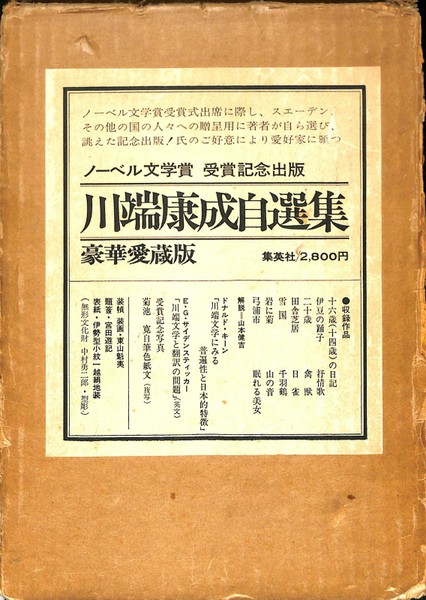 ノーベル文学賞受賞式出席に際し、スエーデン、
その他の国の人々への贈呈用に著者が自ら選び、
誂えた記念出版！氏のご好意により愛好家に頒つ
ノーベル文学賞 受賞記念出版
川端康成自選集
豪華愛蔵版
集英社/2,800円
●収録作品
十六歳(十四歳)の日記
伊豆の踊子 抒情歌
二十歳 禽獣
田舎芝居 日雀
雪国 千羽鶴
岩に菊 山の音
弓浦市 眠れる美女
解説―山本健吉
ドナルド・キーン
「川端文学にみる
普遍性と日本的特徴」
E・G・サイデンスティッカー
「川端文学と翻訳の問題」(英文)
受賞記念写真
菊池 寛自筆色紙文(複写)
装幀 装画・東山魁夷
題簽・宮田遊記
表紙・伊勢型小紋―越絹地装
(無形文化財 中村勇二郎・型彫)